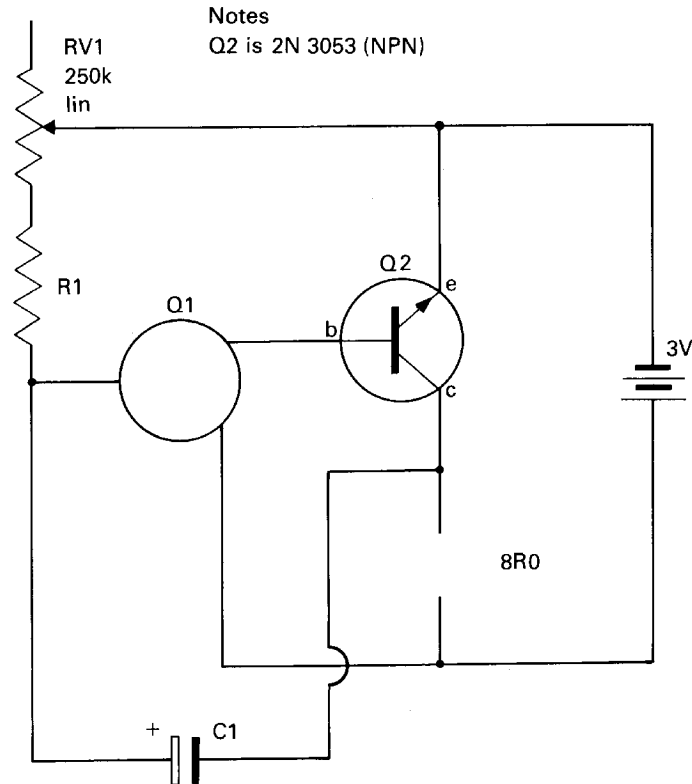 Notes
Q2 is 2N 3053 (NPN)
RV1
250k
lin
Q2
e
R1
Q1
b
3V
c
8R0
+
C1